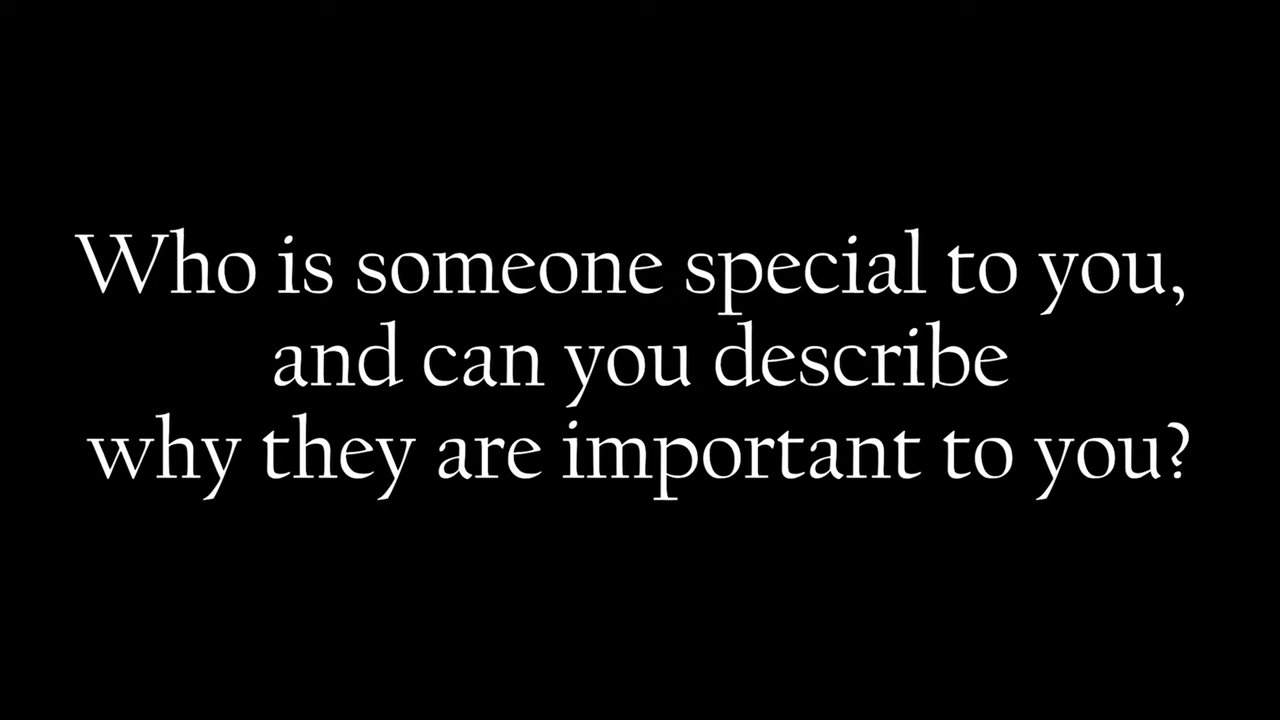 Who is someone special to you,
and can you describe
why they are important to you?